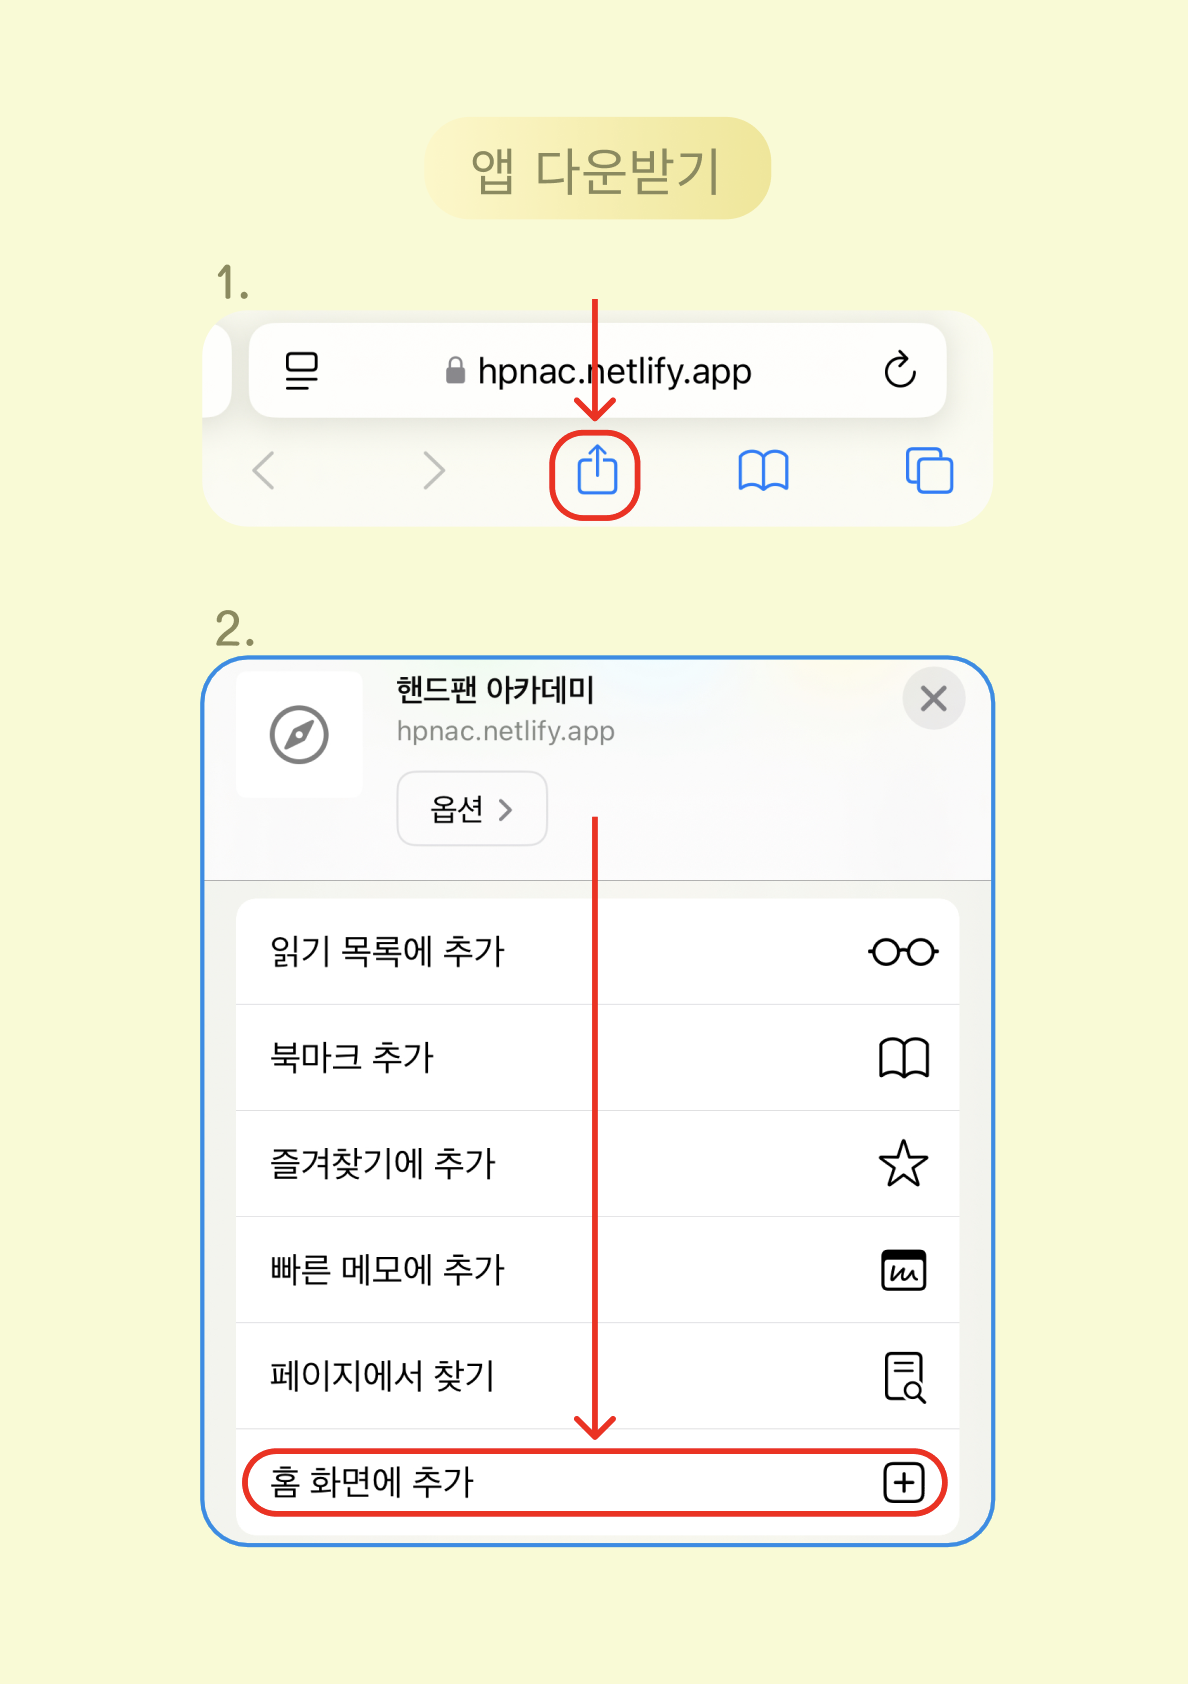 앱 다운받기
1.
hpnac.netlify.app
2.
핸드팬 아카데미
hpnac.netlify.app
옵션
읽기 목록에 추가
북마크 추가
즐겨찾기에 추가
빠른 메모에 추가
페이지에서 찾기
홈 화면에 추가